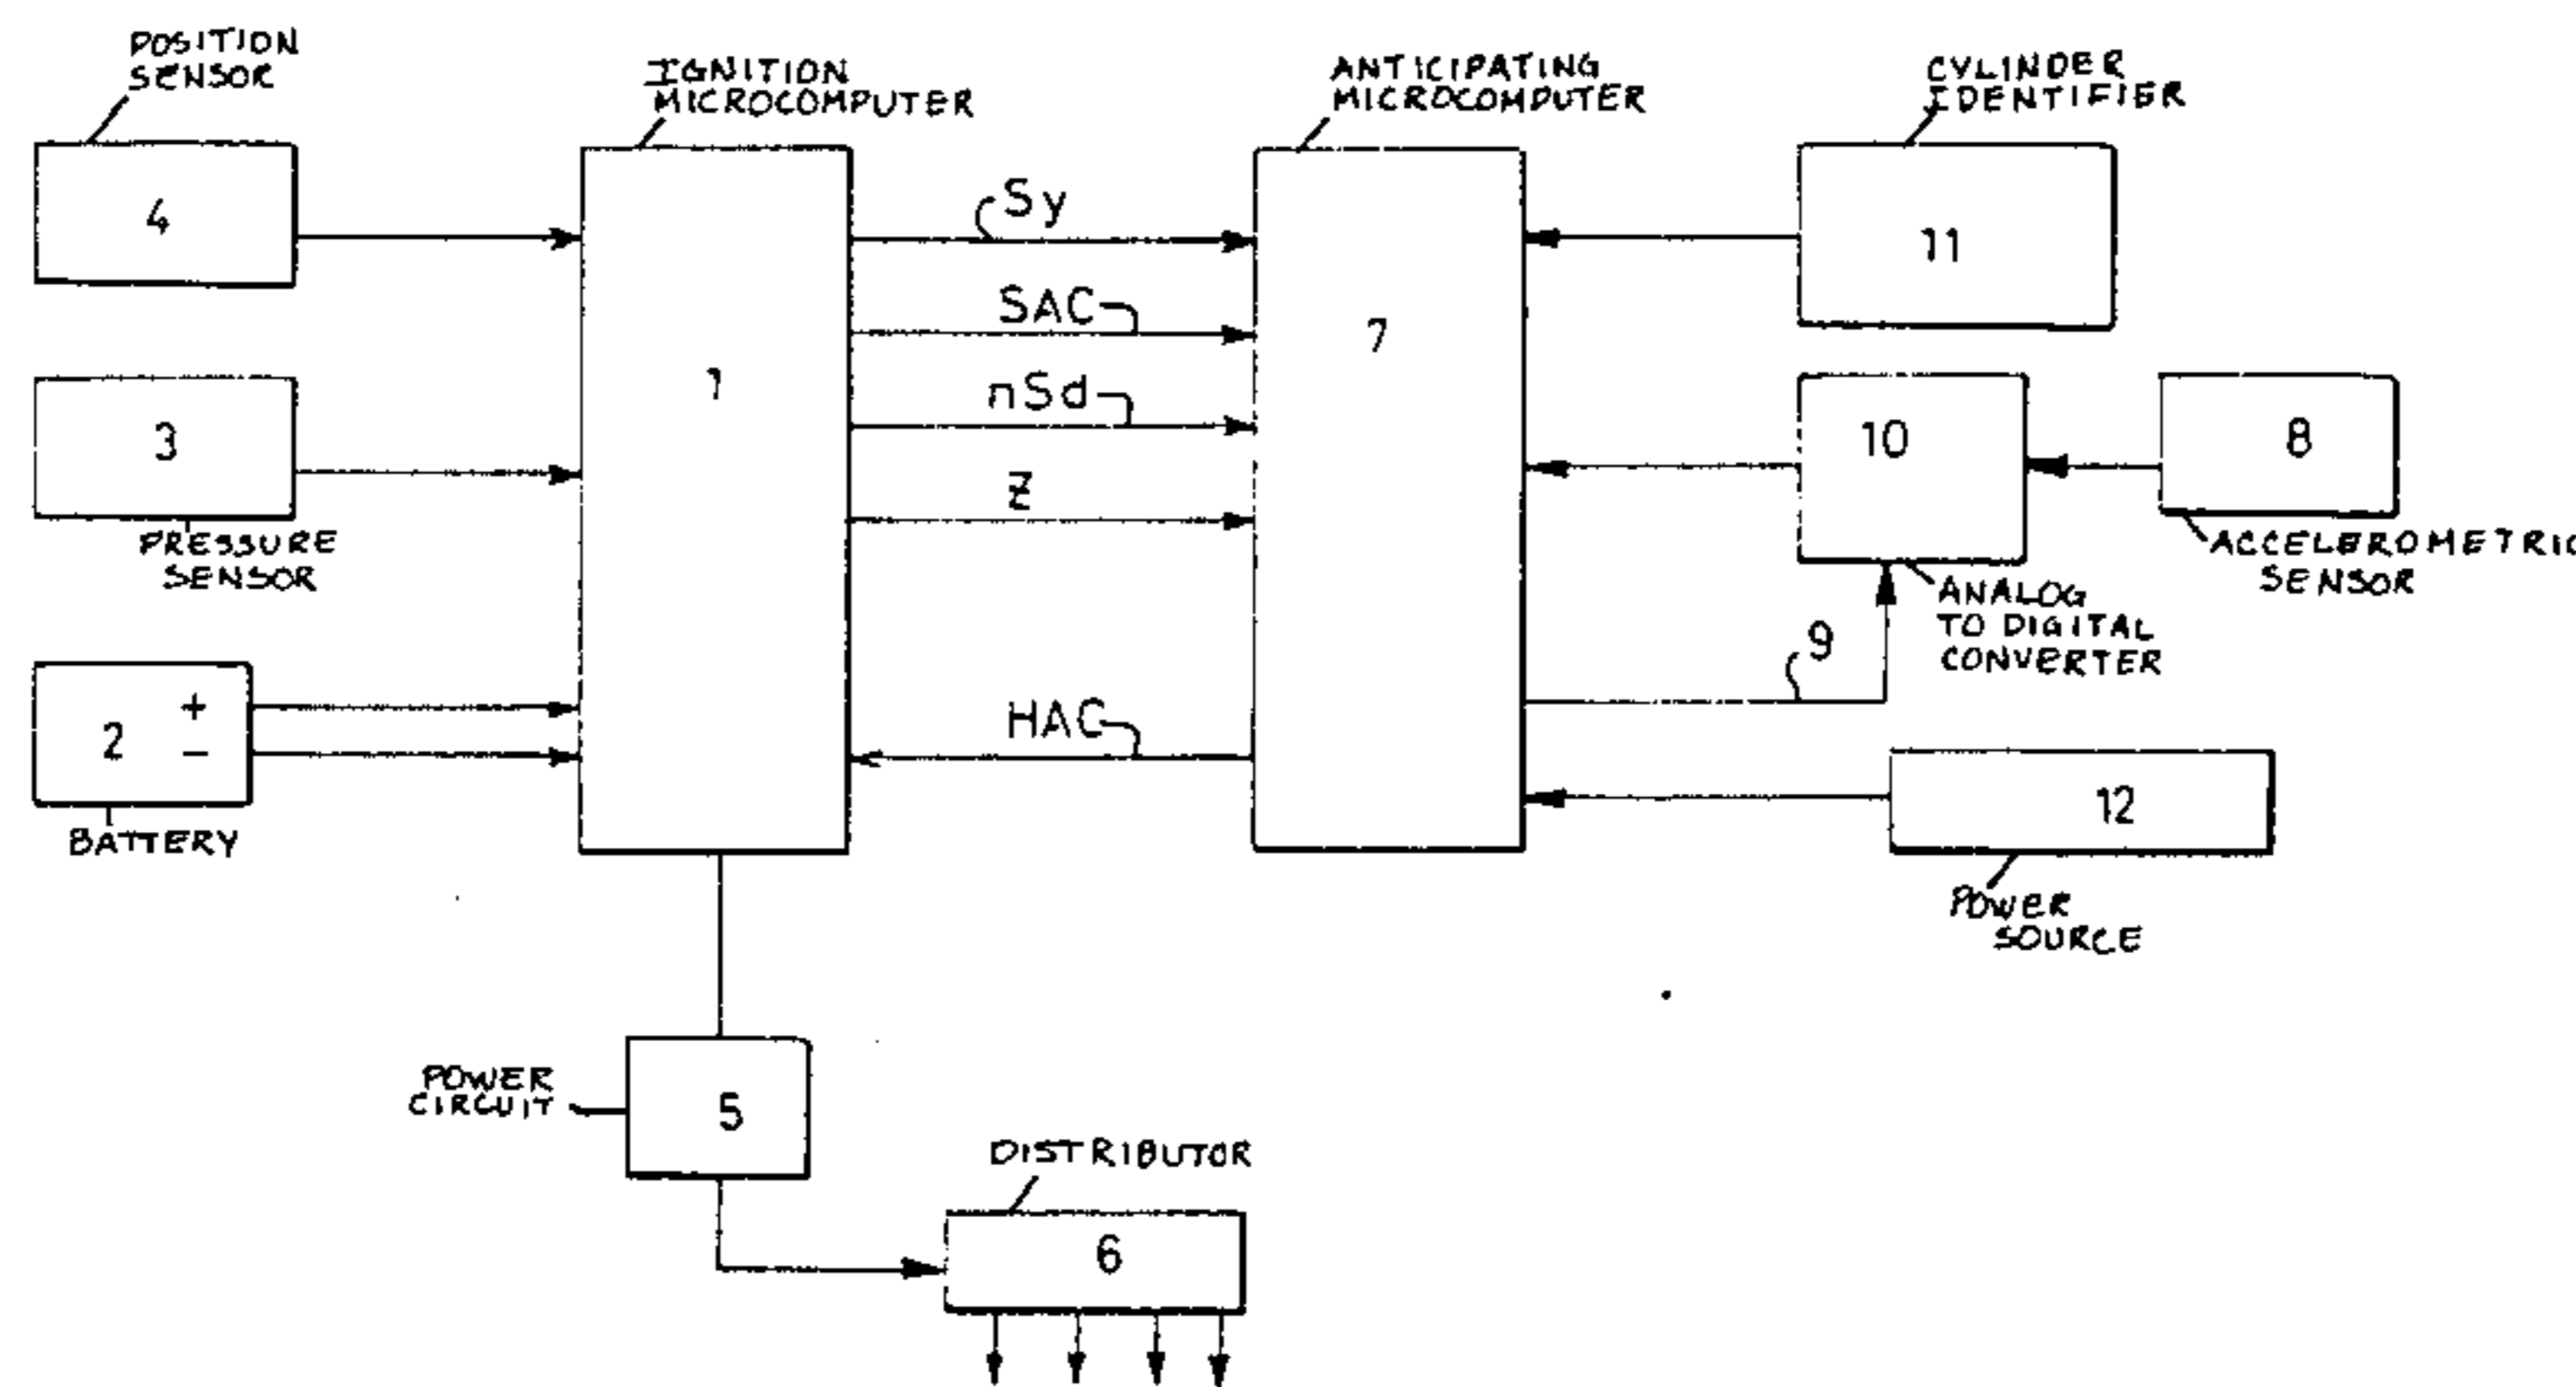 POSITION
SENSOR
IGNITION
MICROCOMPUTER
ANTICIPATING
MICROCOMPUTER
CYLINDER
IDENTIFIER
4
Sy
11
SAC
7
1
nSd
3
10
8
Z
PRESSURE
SENSOR
ACCELEROMETRIC
SENSOR
ANALOG
TO DIGITAL
CONVERTER
9
2
+
-
HAC
12
BATTERY
POWER
SOURCE
POWER
CIRCUIT
5
DISTRIBUTOR
6